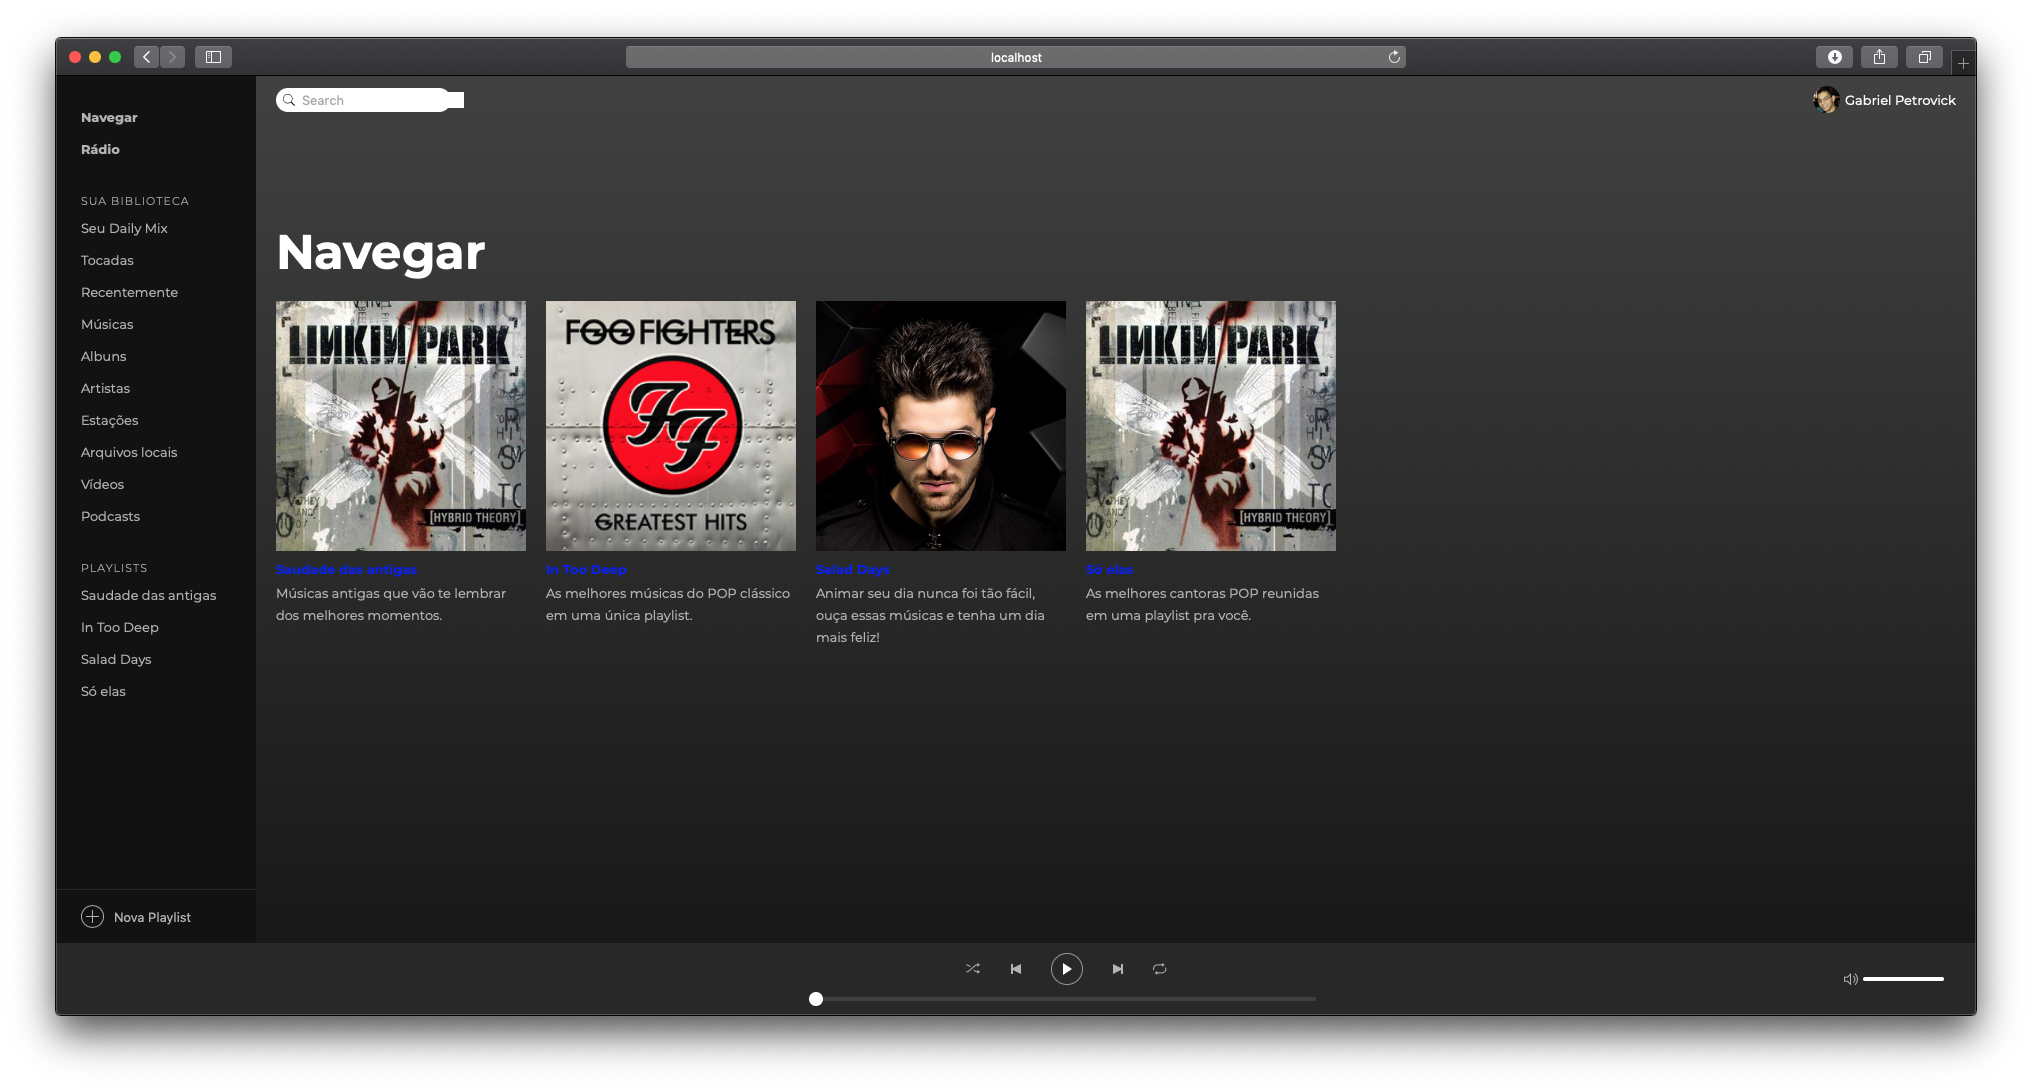 localhost
Search
Gabriel Petrovick
Navegar
Rádio
SUA BIBLIOTECA
Seu Daily Mix
Tocadas
Recentemente
Músicas
Albuns
Artistas
Estações
Arquivos locais
Vídeos
Podcasts
PLAYLISTS
Saudade das antigas
In Too Deep
Salad Days
Só elas
Nova Playlist
Navegar
LINKIN PARK
[HYBRID THEORY]
Saudade das antigas
Músicas antigas que vão te lembrar
dos melhores momentos.
FOO FIGHTERS
FF
GREATEST HITS
In Too Deep
As melhores músicas do POP clássico
em uma única playlist.
Salad Days
Animar seu dia nunca foi tão fácil,
ouça essas músicas e tenha um dia
mais feliz!
LINKIN PARK
[HYBRID THEORY]
Só elas
As melhores cantoras POP reunidas
em uma playlist pra você.